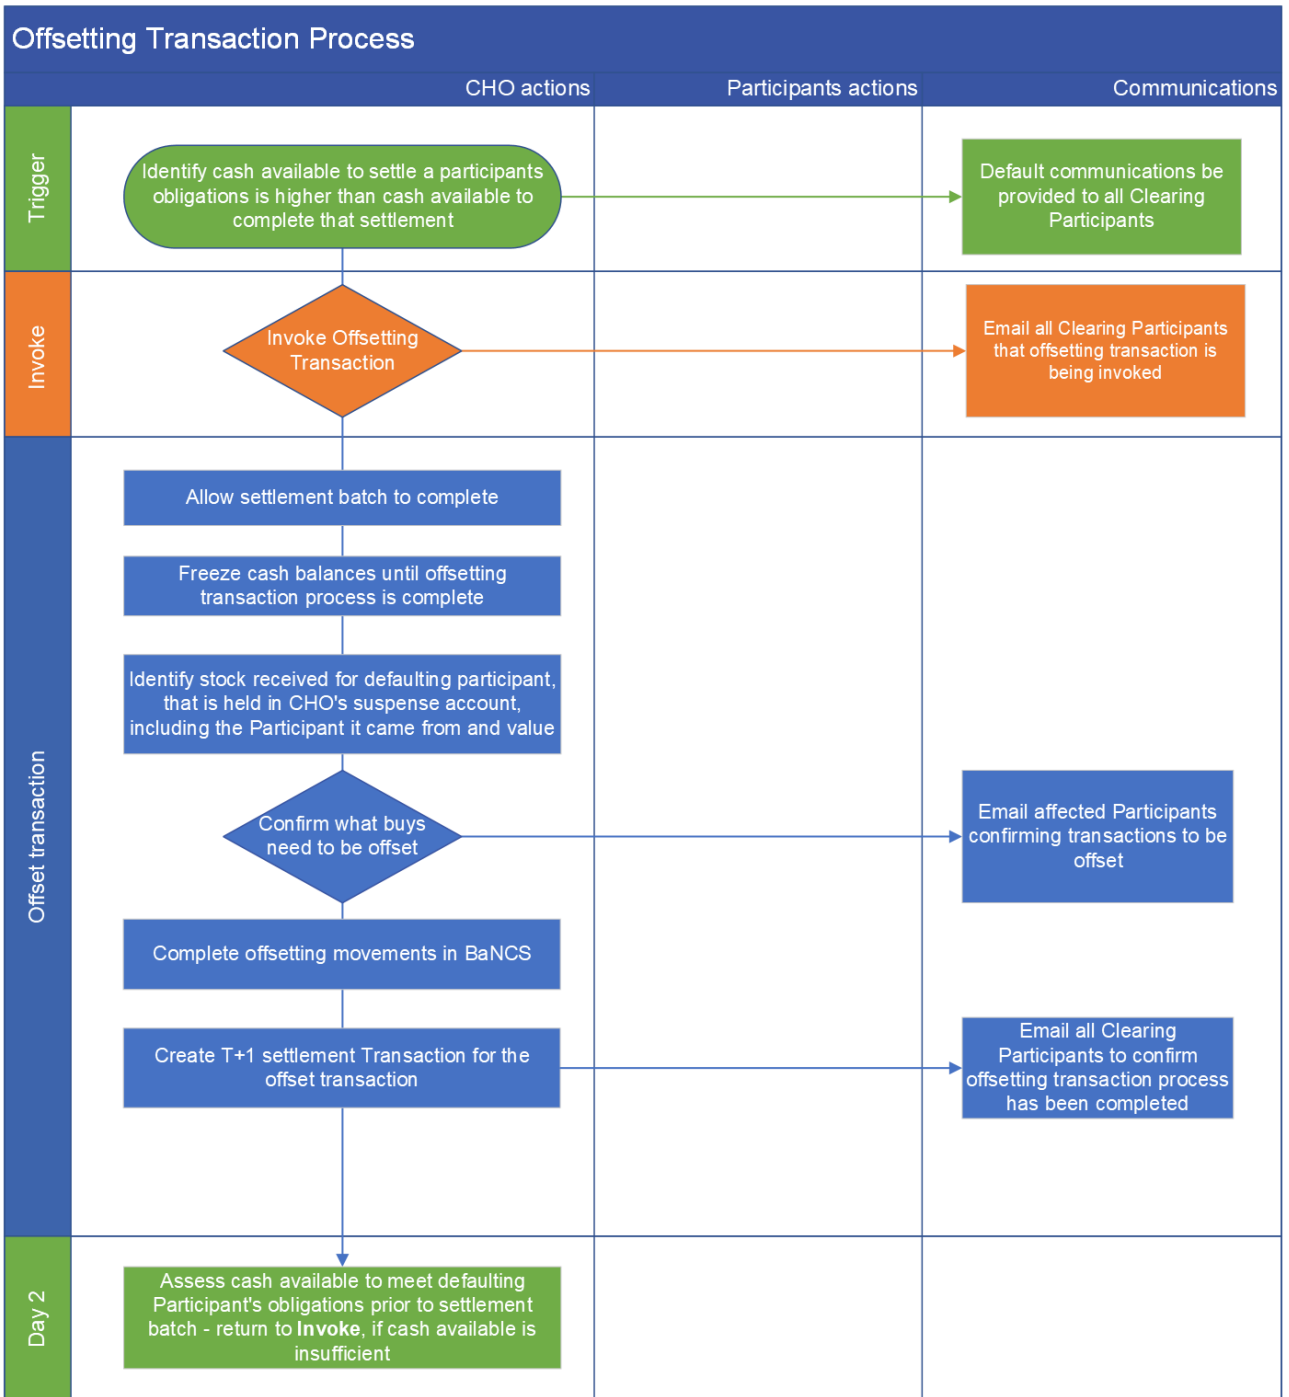 Offsetting Transaction Process
CHO actions
Participants actions
Communications
Trigger
Identify cash available to settle a participants
obligations is higher than cash available to
complete that settlement
Default communications be
provided to all Clearing
Participants
Invoke
Invoke Offsetting
Transaction
Email all Clearing Participants
that offsetting transaction is
being invoked
Offset transaction
Allow settlement batch to complete
Freeze cash balances until offsetting
transaction process is complete
Identify stock received for defaulting participant,
that is held in CHO's suspense account,
including the Participant it came from and value
Confirm what buys
need to be offset
Email affected Participants
confirming transactions to be
offset
Complete offsetting movements in BaNCS
Create T+1 settlement Transaction for the
offset transaction
Email all Clearing
Participants to confirm
offsetting transaction process
has been completed
Day 2
Assess cash available to meet defaulting
Participant's obligations prior to settlement
batch - return to Invoke, if cash available is
insufficient